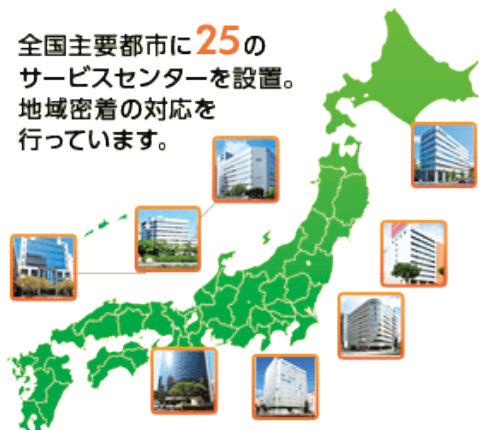 全国主要都市に25の
サービスセンターを設置。
地域密着の対応を
行っています。